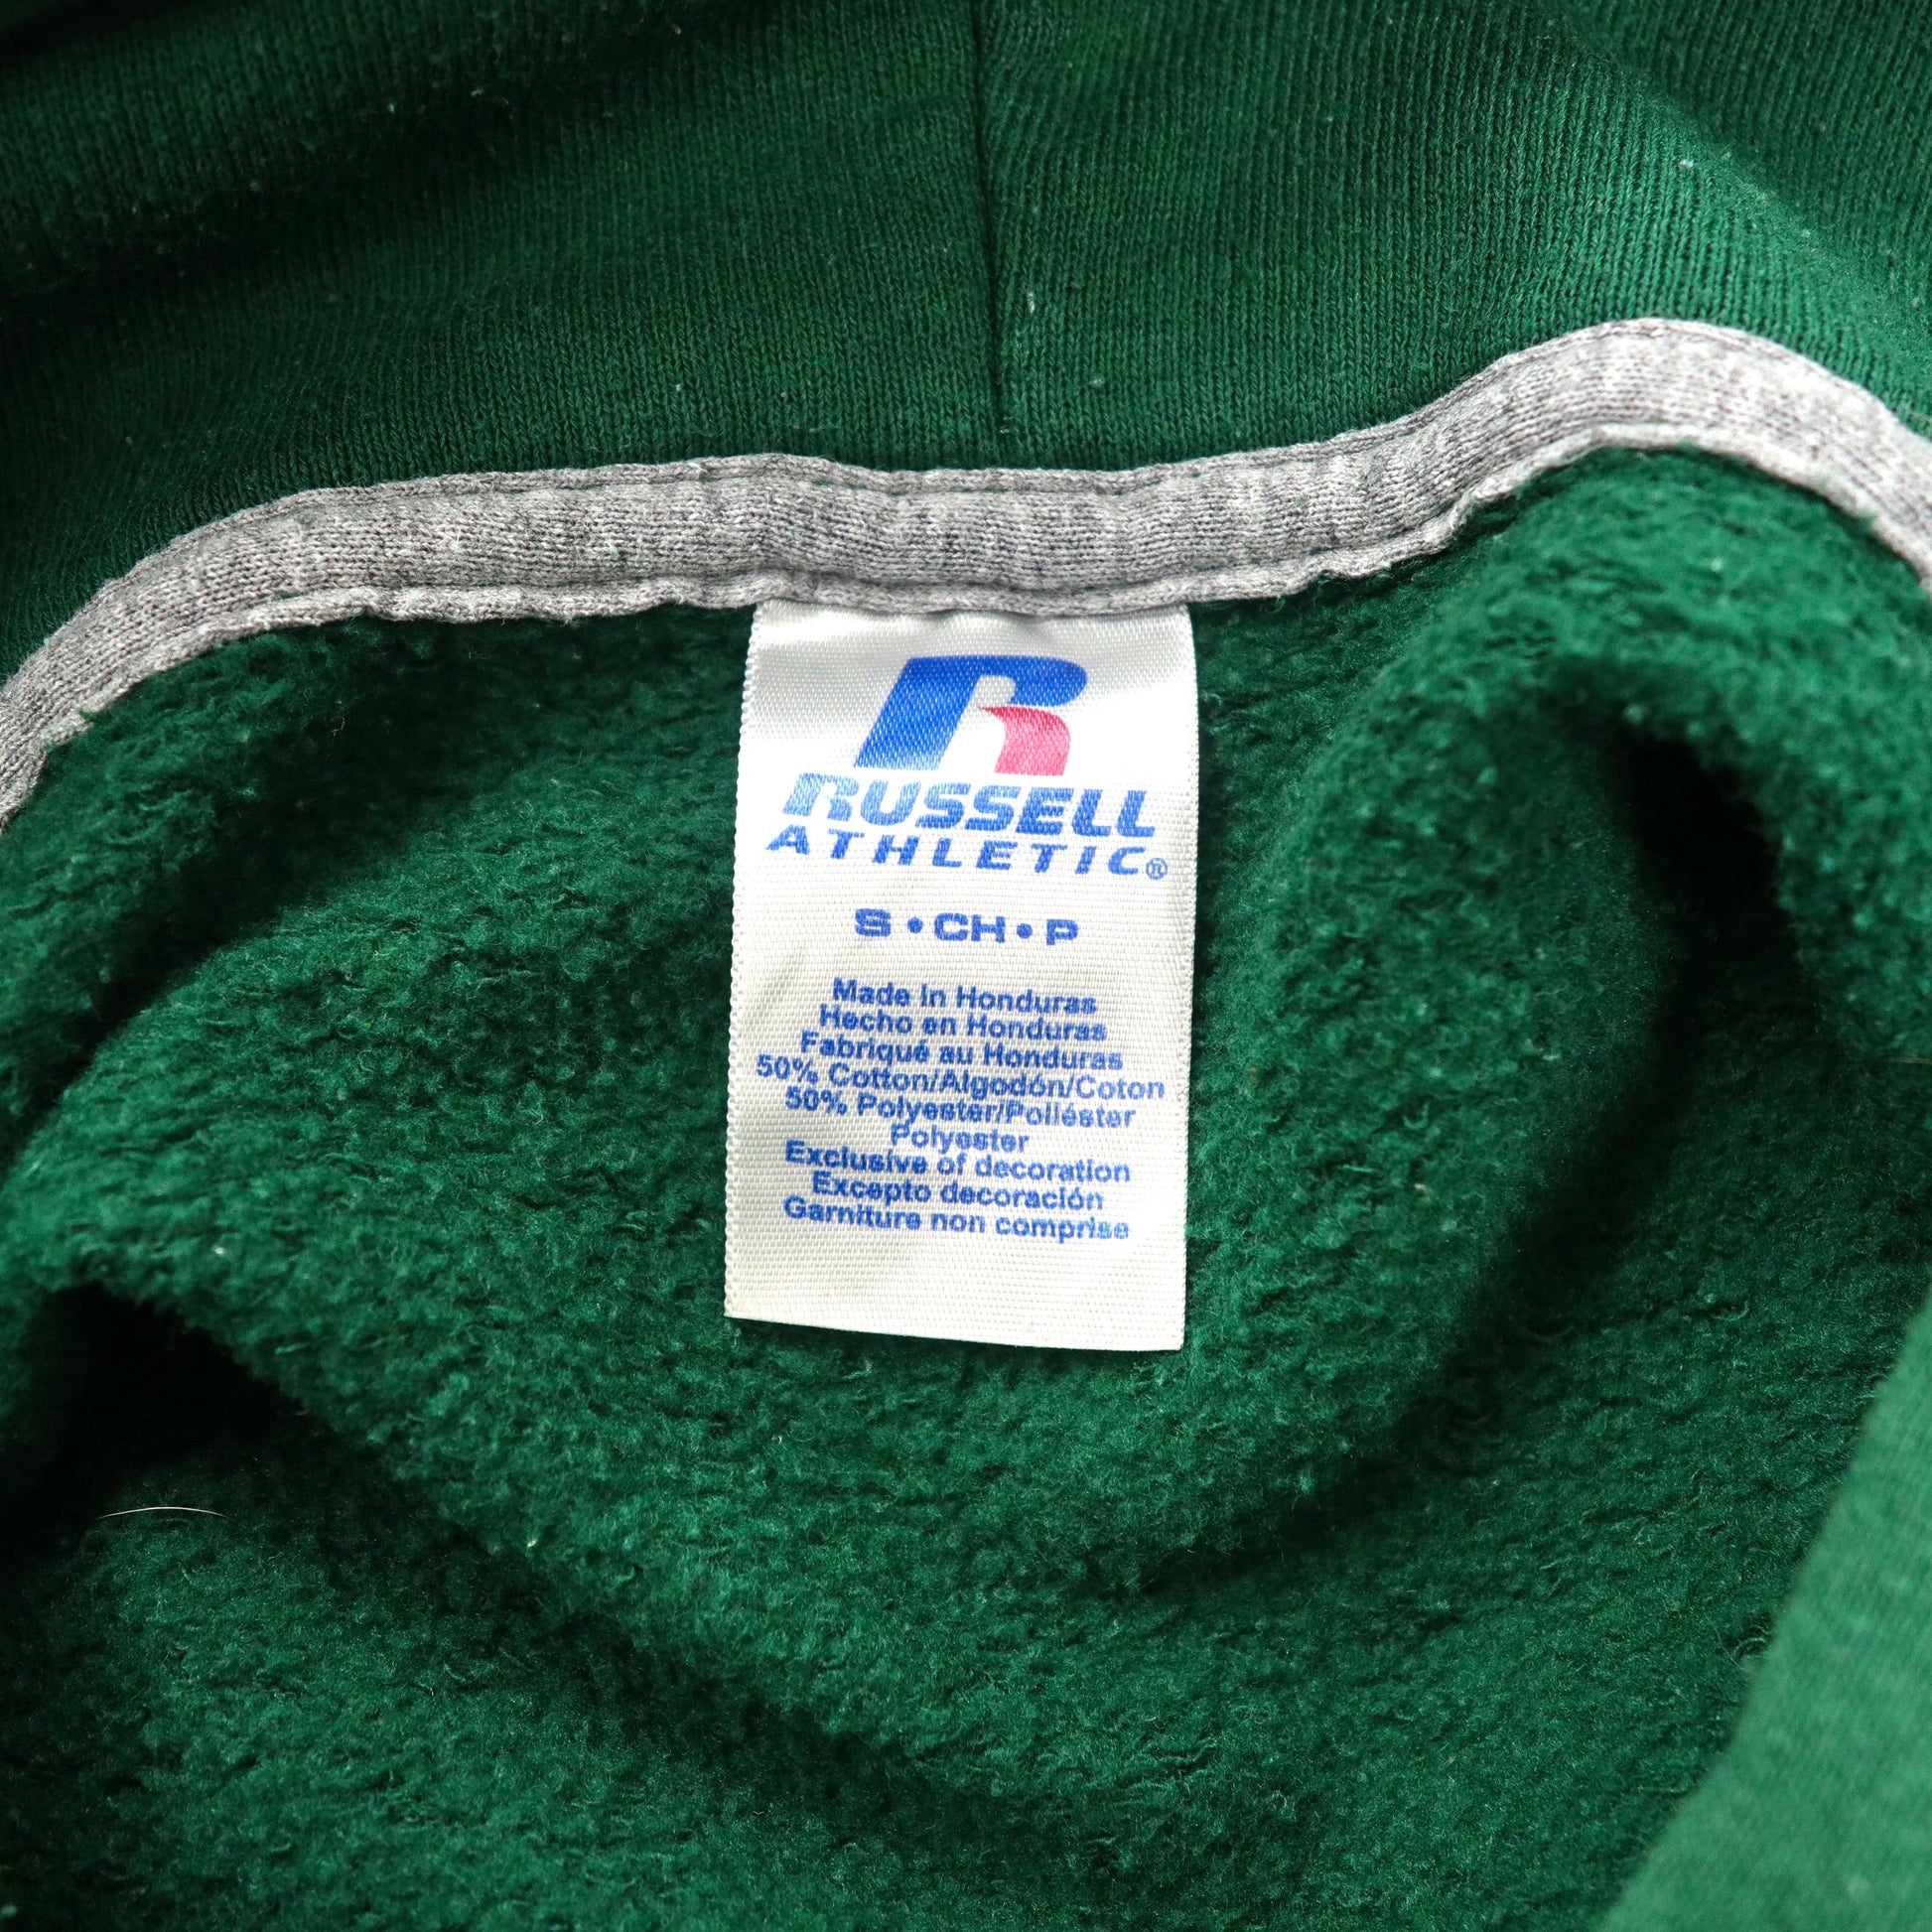 R
RUSSELL
ATHLETIC®
S • CH • P
Made in Honduras
Hecho en Honduras
Fabriqué au Honduras
50% Cotton/Algodón/Coton
50% Polyester/Poliéster
Polyester
Exclusive of decoration
Excepto decoración
Garniture non comprise